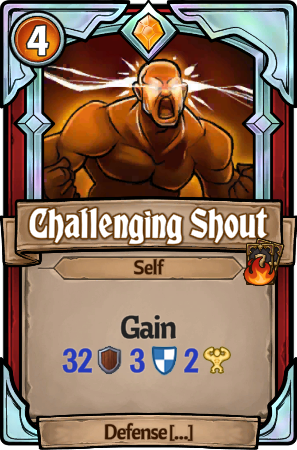 4
Challenging Shout
Self
Gain
32 3 2
Defense[...]